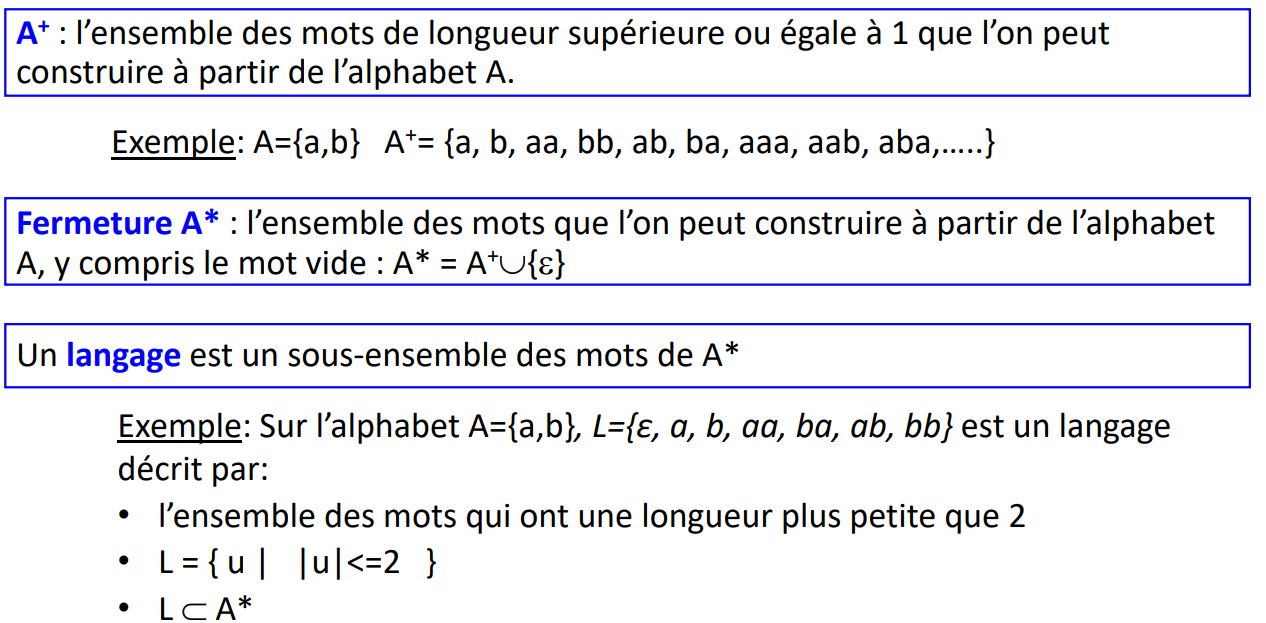 A⁺ : l’ensemble des mots de longueur supérieure ou égale à 1 que l’on peut
construire à partir de l’alphabet A.
Exemple: A={a,b} A⁺= {a, b, aa, bb, ab, ba, aaa, aab, aba,…..}
Fermeture A* : l’ensemble des mots que l’on peut construire à partir de l’alphabet
A, y compris le mot vide : A* = A⁺∪{ε}
Un langage est un sous-ensemble des mots de A*
Exemple: Sur l’alphabet A={a,b}, L={ε, a, b, aa, ba, ab, bb} est un langage
décrit par:
• l’ensemble des mots qui ont une longueur plus petite que 2
• L = { u | |u|<=2 }
• L ⊂ A*